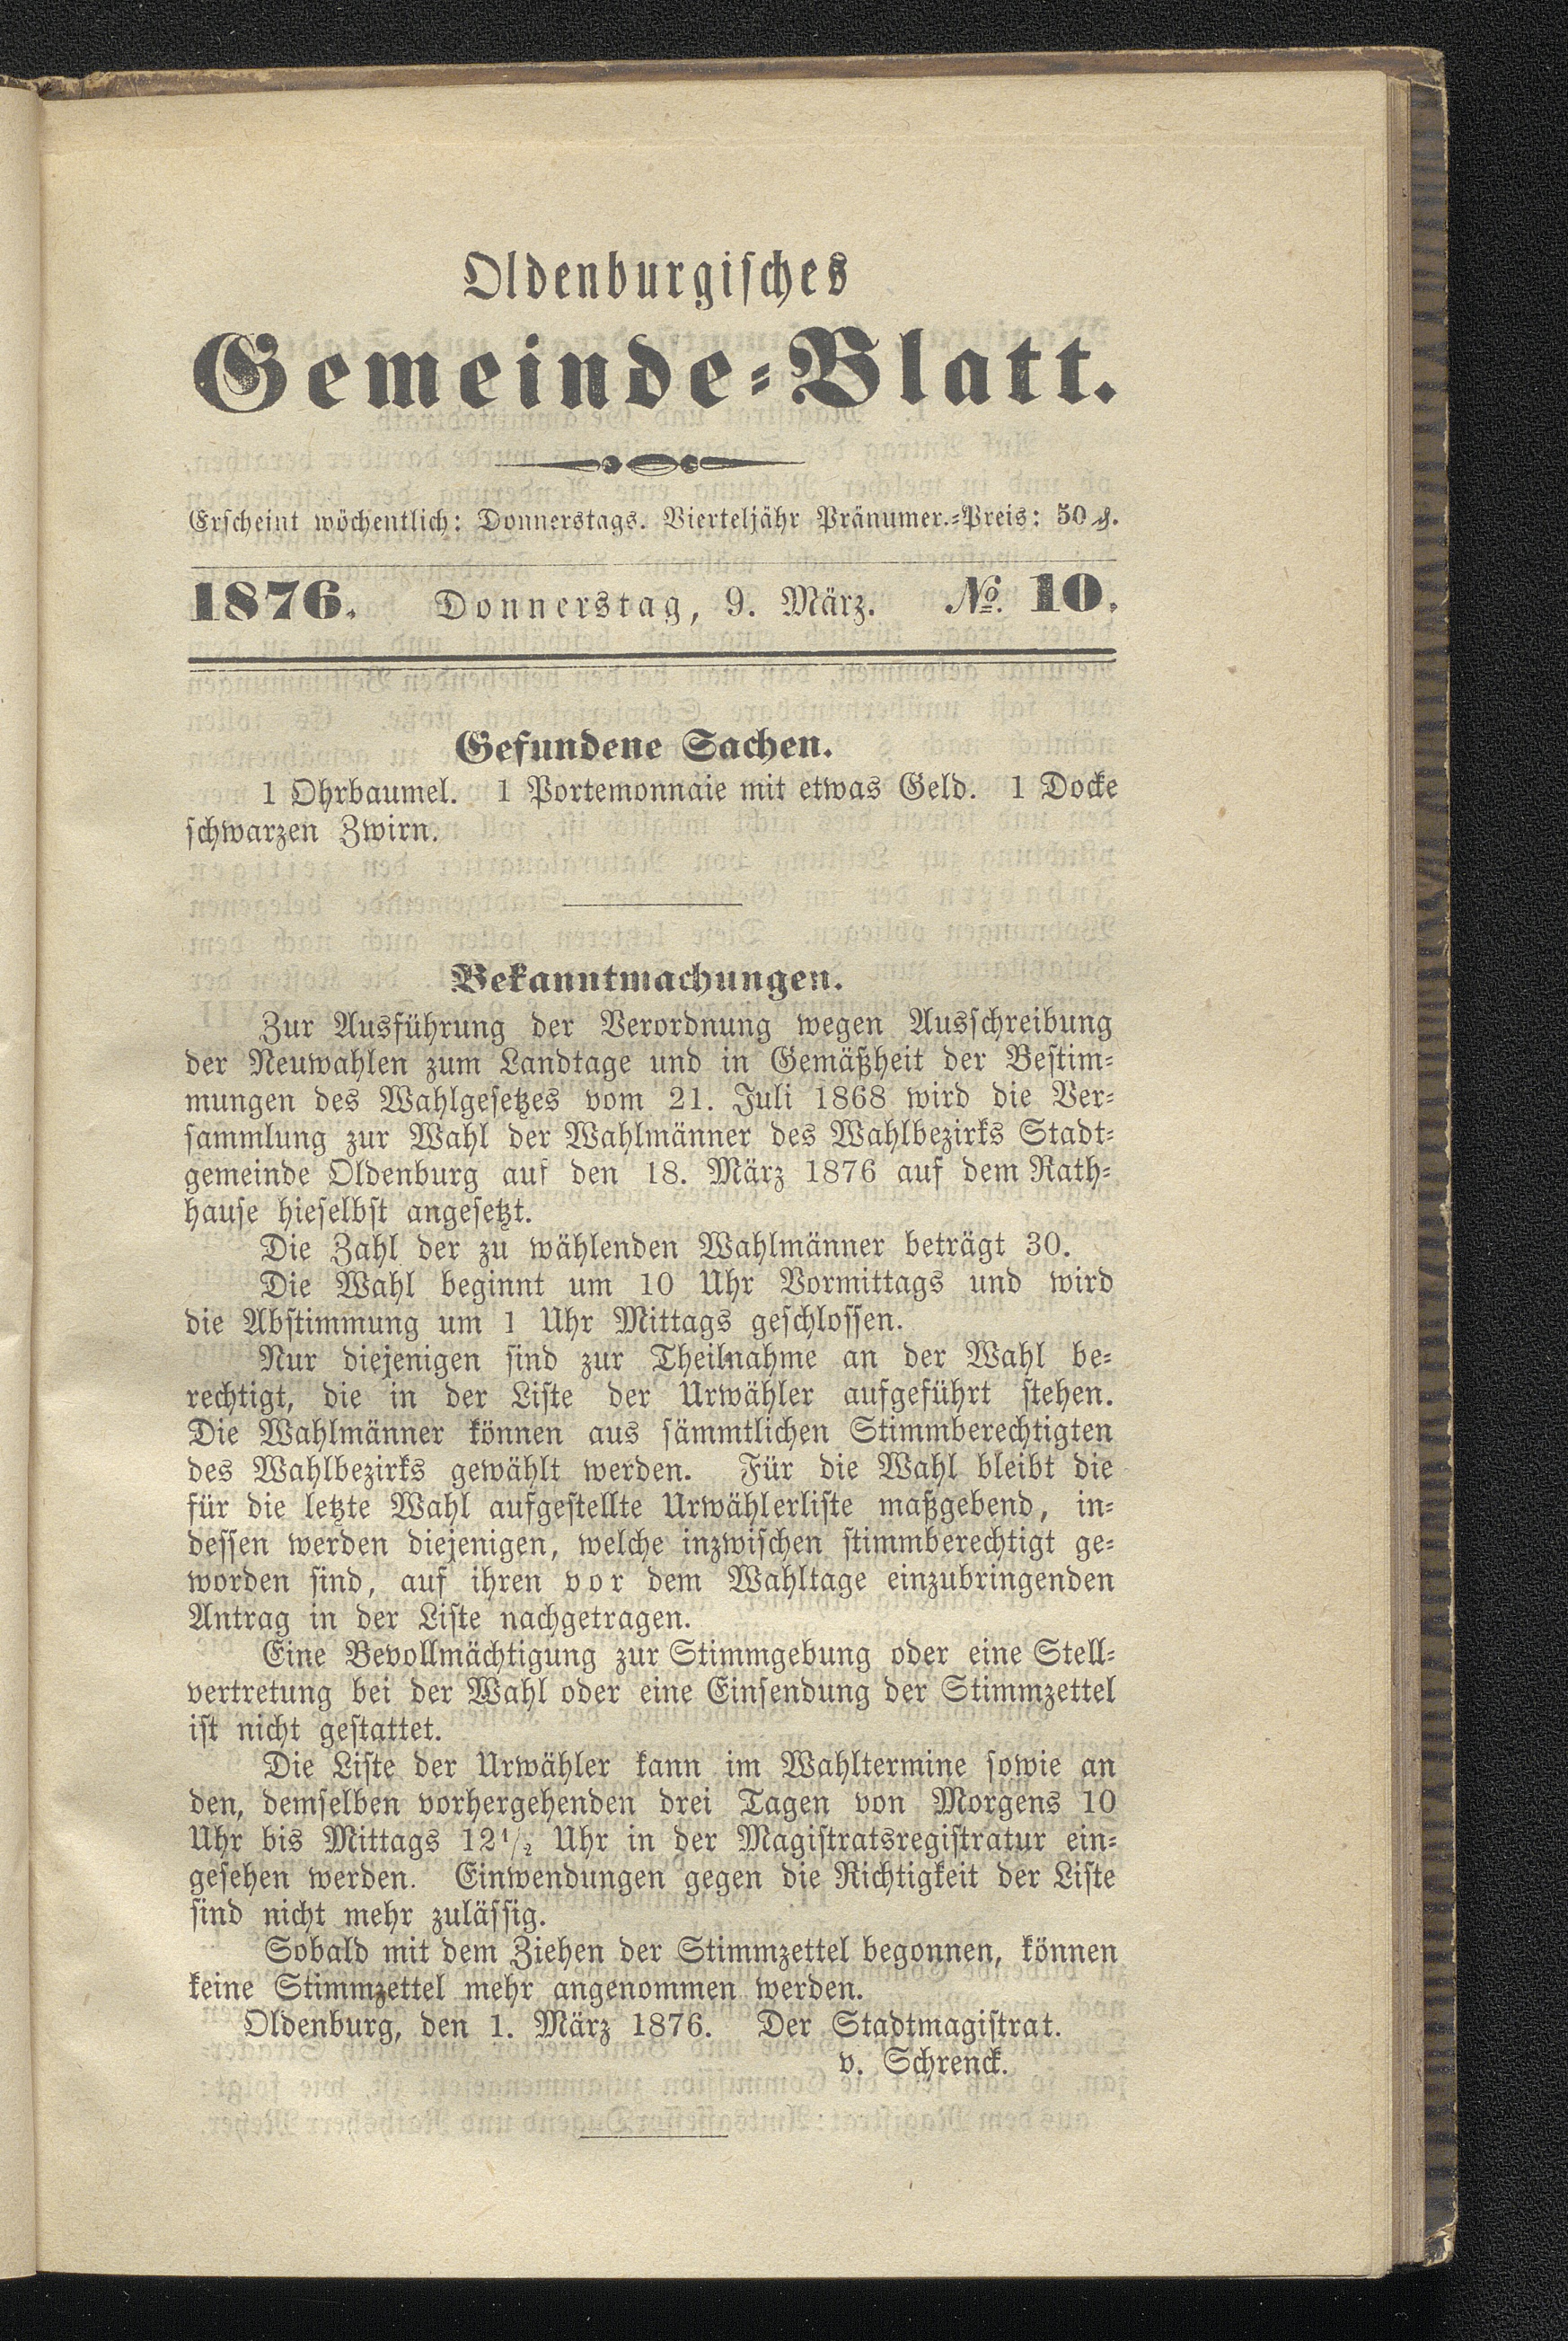 Oldenburgisches
Gemeinde-Blatt.
Erscheint wöchentlich: Donnerstags. Vierteljähr Pränumer.-Preis: 50 ₰.
1876. Donnerstag, 9. März. № 10.
Gefundene Sachen.
1 Ohrbaumel. 1 Portemonnaie mit etwas Geld. 1 Docke
schwarzen Zwirn.
Bekanntmachungen.
Zur Ausführung der Verordnung wegen Ausschreibung
der Neuwahlen zum Landtage und in Gemäßheit der Bestim-
mungen des Wahlgesetzes vom 21. Juli 1868 wird die Ver-
sammlung zur Wahl der Wahlmänner des Wahlbezirks Stadt-
gemeinde Oldenburg auf den 18. März 1876 auf dem Rath-
hause hieselbst angesetzt.
Die Zahl der zu wählenden Wahlmänner beträgt 30.
Die Wahl beginnt um 10 Uhr Vormittags und wird
die Abstimmung um 1 Uhr Mittags geschlossen.
Nur diejenigen sind zur Theilnahme an der Wahl be-
rechtigt, die in der Liste der Urwähler aufgeführt stehen.
Die Wahlmänner können aus sämmtlichen Stimmberechtigten
des Wahlbezirks gewählt werden. Für die Wahl bleibt die
für die letzte Wahl aufgestellte Urwählerliste maßgebend, in-
dessen werden diejenigen, welche inzwischen stimmberechtigt ge-
worden sind, auf ihren vor dem Wahltage einzubringenden
Antrag in der Liste nachgetragen.
Eine Bevollmächtigung zur Stimmgebung oder eine Stell-
vertretung bei der Wahl oder eine Einsendung der Stimmzettel
ist nicht gestattet.
Die Liste der Urwähler kann im Wahltermine sowie an
den, demselben vorhergehenden drei Tagen von Morgens 10
Uhr bis Mittags 12½ Uhr in der Magistratsregistratur ein-
gesehen werden. Einwendungen gegen die Richtigkeit der Liste
sind nicht mehr zulässig.
Sobald mit dem Ziehen der Stimmzettel begonnen, können
keine Stimmzettel mehr angenommen werden.
Oldenburg, den 1. März 1876. Der Stadtmagistrat.
v. Schrenck.